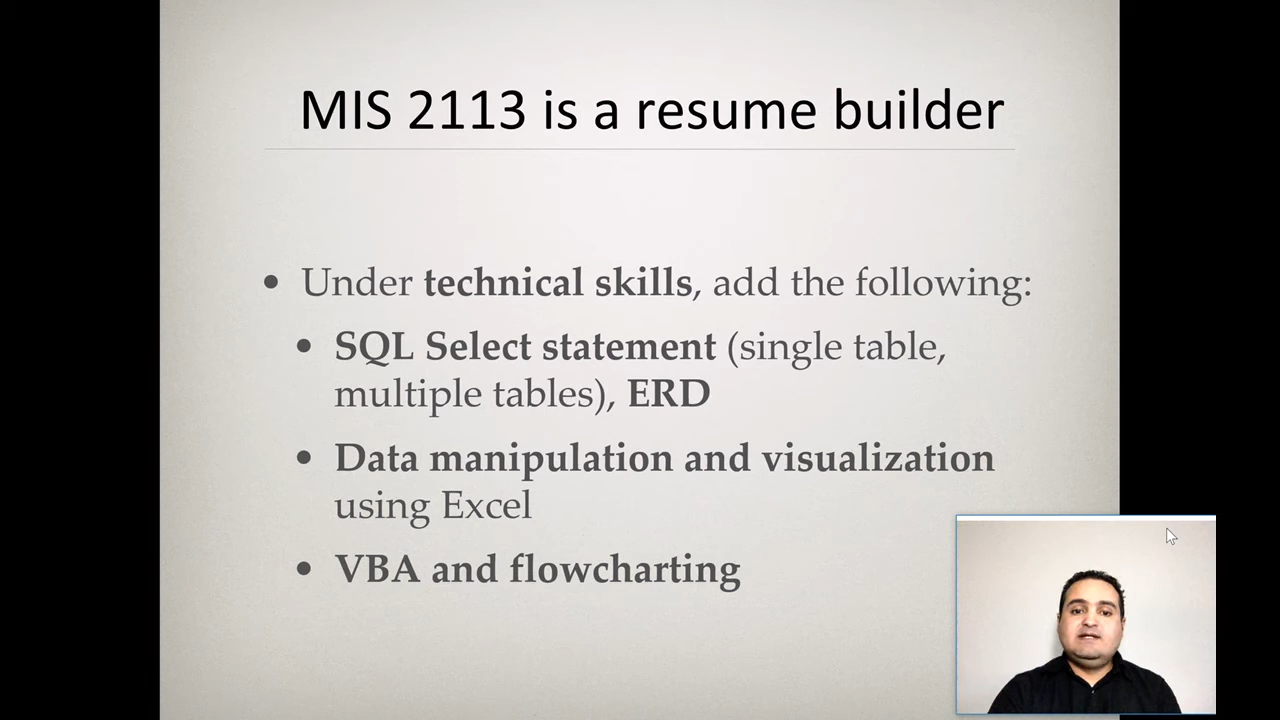 MIS 2113 is a resume builder
• Under technical skills, add the following:
• SQL Select statement (single table,
multiple tables), ERD
• Data manipulation and visualization
using Excel
• VBA and flowcharting